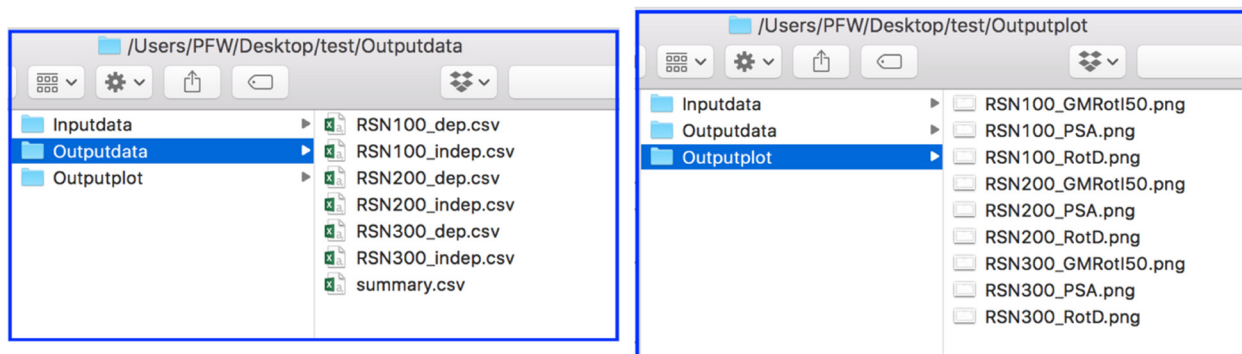 /Users/PFW/Desktop/test/Outputdata
Inputdata
Outputdata
Outputplot
RSN100_dep.csv
RSN100_indep.csv
RSN200_dep.csv
RSN200_indep.csv
RSN300_dep.csv
RSN300_indep.csv
summary.csv
/Users/PFW/Desktop/test/Outputplot
Inputdata
Outputdata
Outputplot
RSN100_GMRotI50.png
RSN100_PSA.png
RSN100_RotD.png
RSN200_GMRotI50.png
RSN200_PSA.png
RSN200_RotD.png
RSN300_GMRotI50.png
RSN300_PSA.png
RSN300_RotD.png